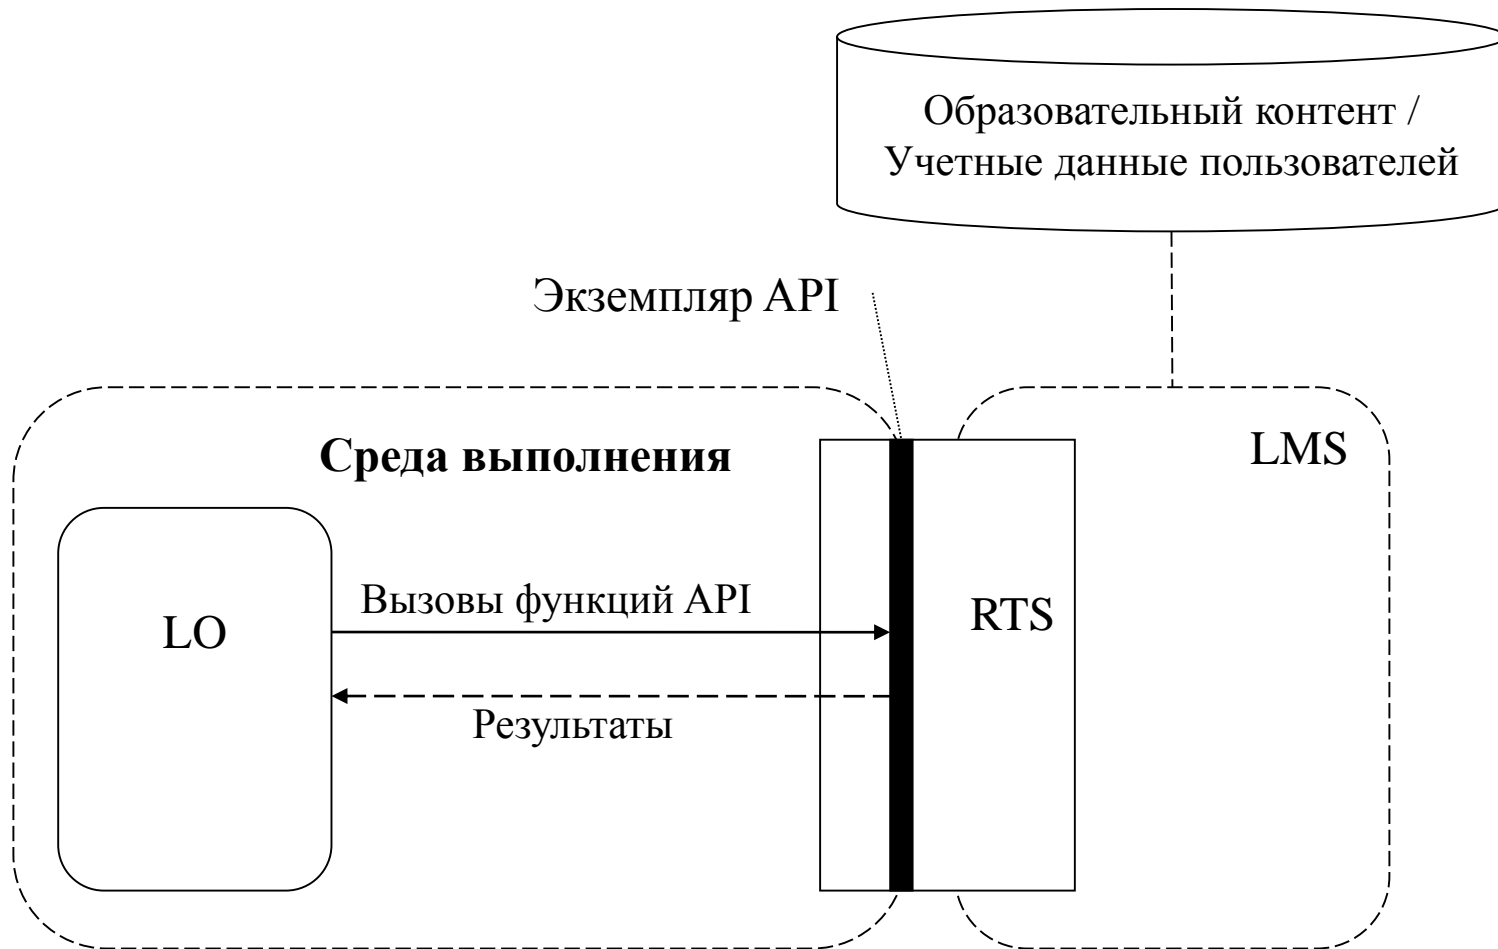 Образовательный контент /
Учетные данные пользователей
Экземпляр API
Среда выполнения
LMS
Вызовы функций API
LO
RTS
Результаты